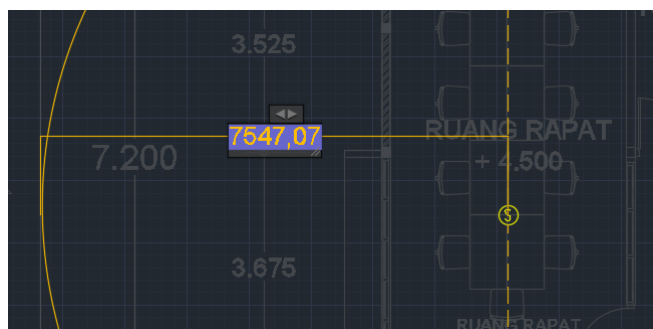 3.525
7547,07
RUANG RAPAT
7.200
+ 4.500
S
3.675
RUANG RAPAT